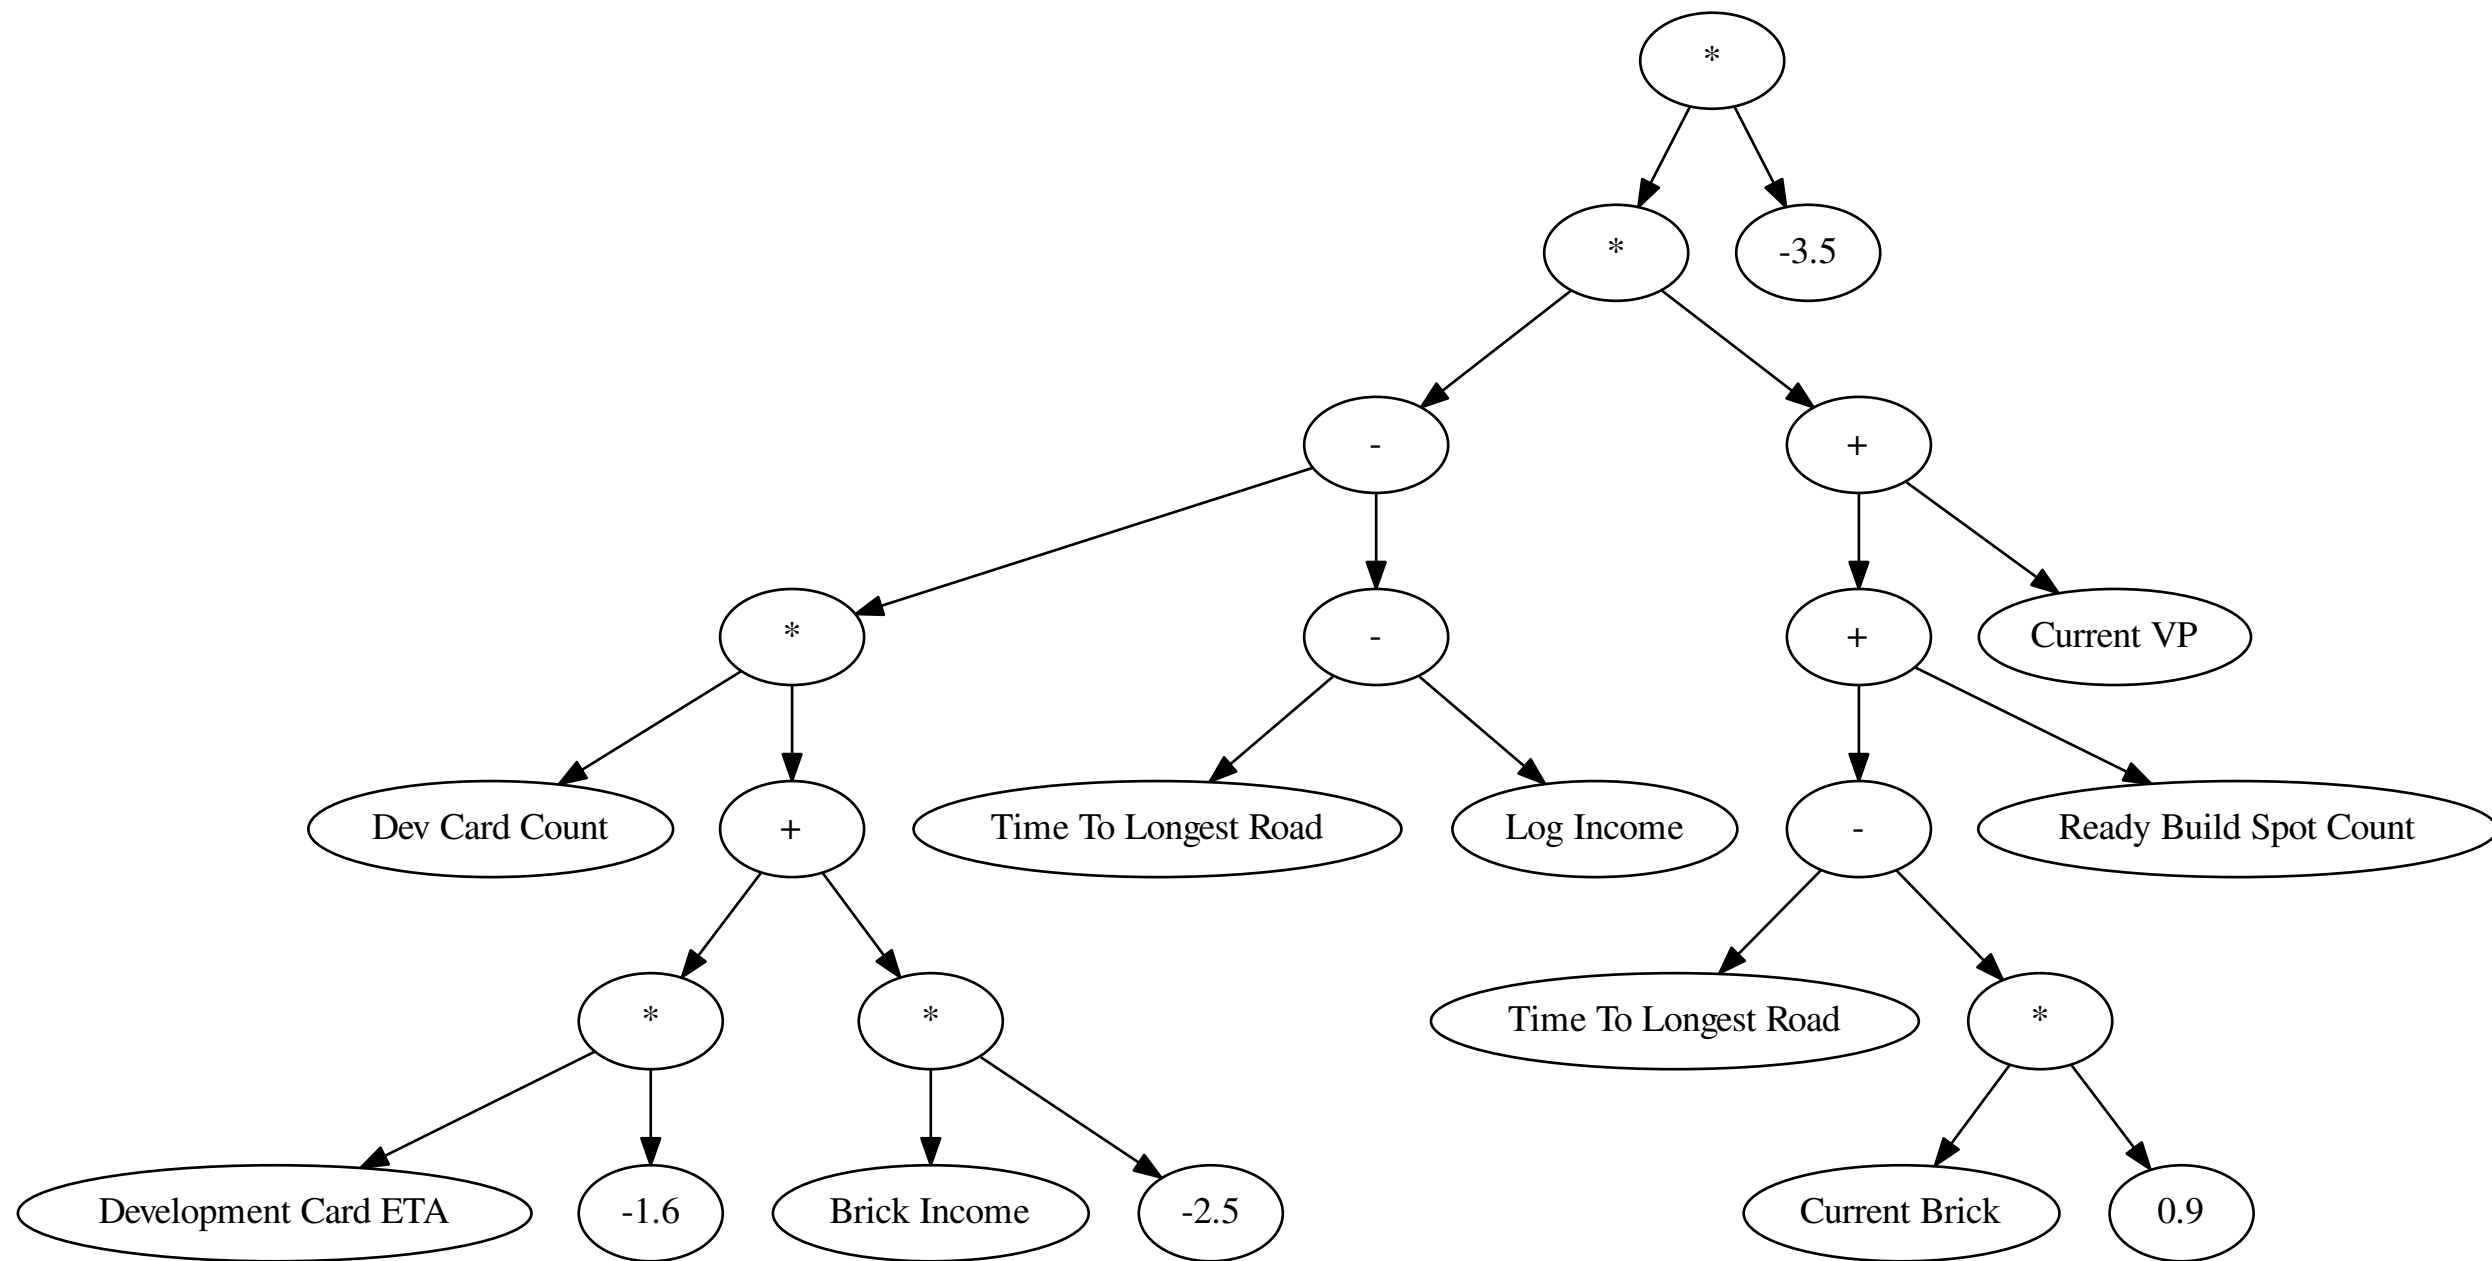 *
*
-3.5
-
+
*
-
+
Current VP
Dev Card Count
+
Time To Longest Road
Log Income
-
Ready Build Spot Count
*
*
Time To Longest Road
*
Development Card ETA
-1.6
Brick Income
-2.5
Current Brick
0.9